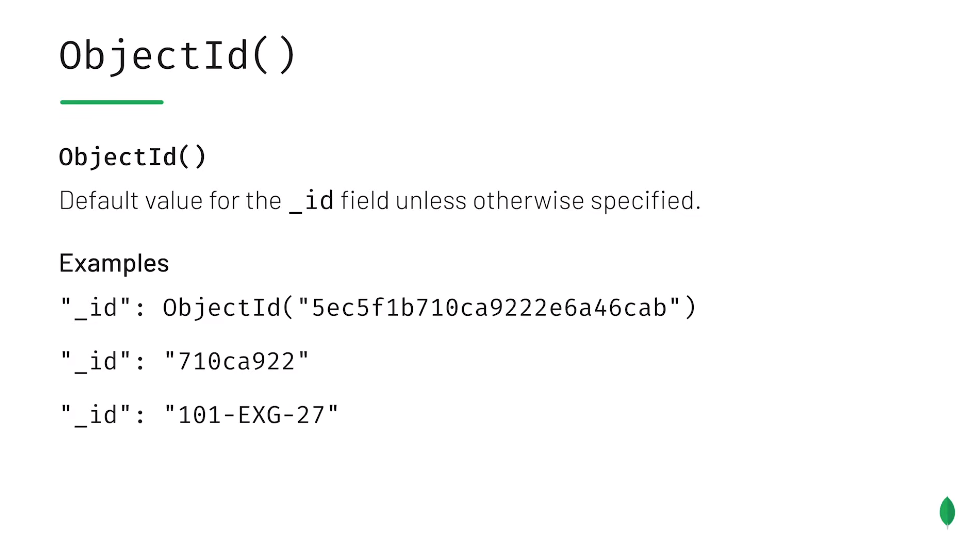 ObjectId()
ObjectId()
Default value for the _id field unless otherwise specified.
Examples
"_id": ObjectId("5ec5f1b710ca9222e6a46cab")
"_id": "710ca922"
"_id": "101-EXG-27"